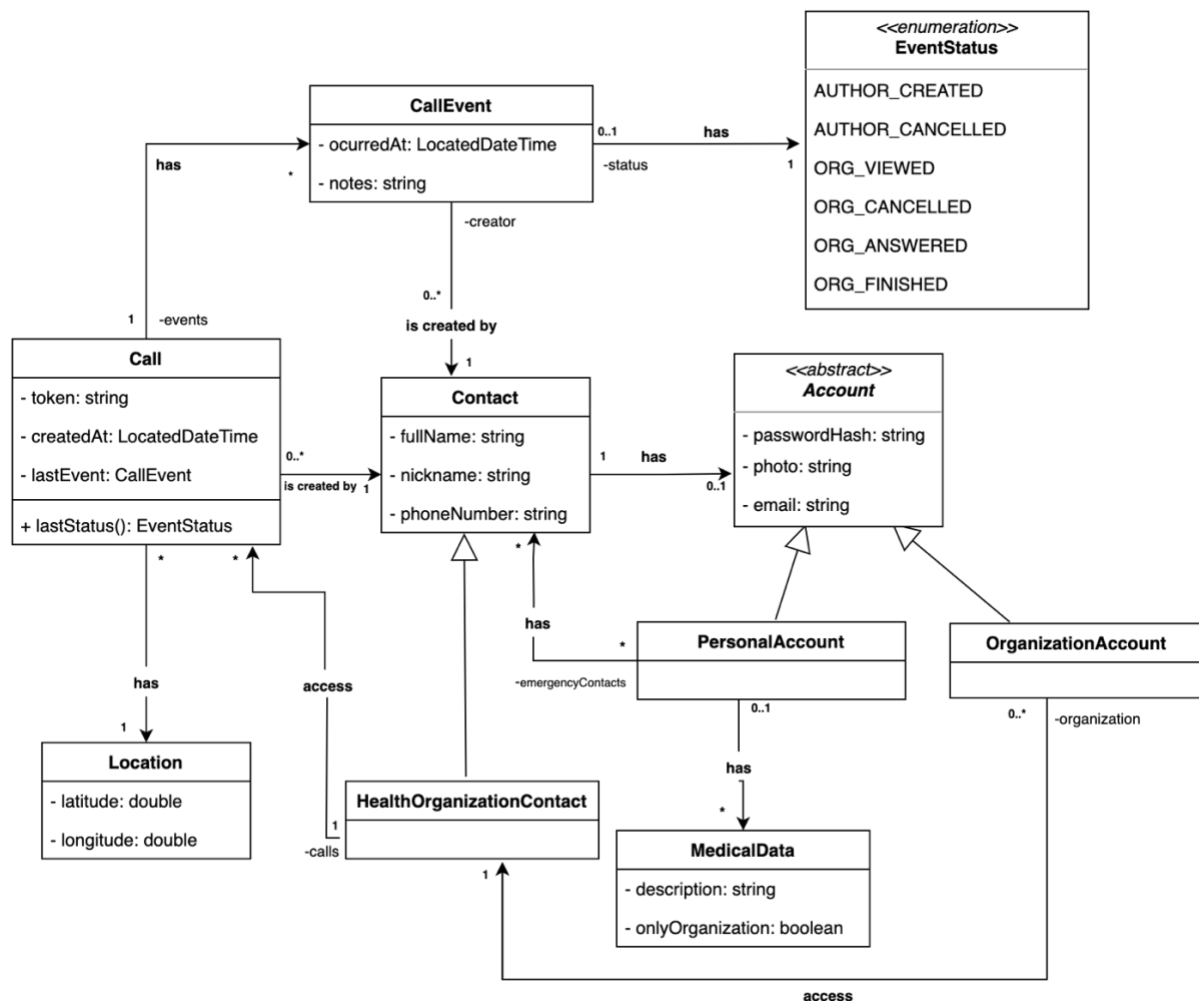 <<enumeration>>
EventStatus
AUTHOR_CREATED
AUTHOR_CANCELLED
ORG_VIEWED
ORG_CANCELLED
ORG_ANSWERED
ORG_FINISHED
CallEvent
- ocurredAt: LocatedDateTime
- notes: string
0..1
has
-status
1
has
*
-creator
0..*
is created by
1
1
-events
Call
- token: string
- createdAt: LocatedDateTime
- lastEvent: CallEvent
+ lastStatus(): EventStatus
0..*
is created by
1
Contact
- fullName: string
- nickname: string
- phoneNumber: string
1
has
0..1
<<abstract>>
Account
- passwordHash: string
- photo: string
- email: string
*
*
*
has
*
-emergencyContacts
PersonalAccount
OrganizationAccount
has
access
1
0..1
0..*
-organization
Location
- latitude: double
- longitude: double
HealthOrganizationContact
1
-calls
1
has
*
MedicalData
- description: string
- onlyOrganization: boolean
access